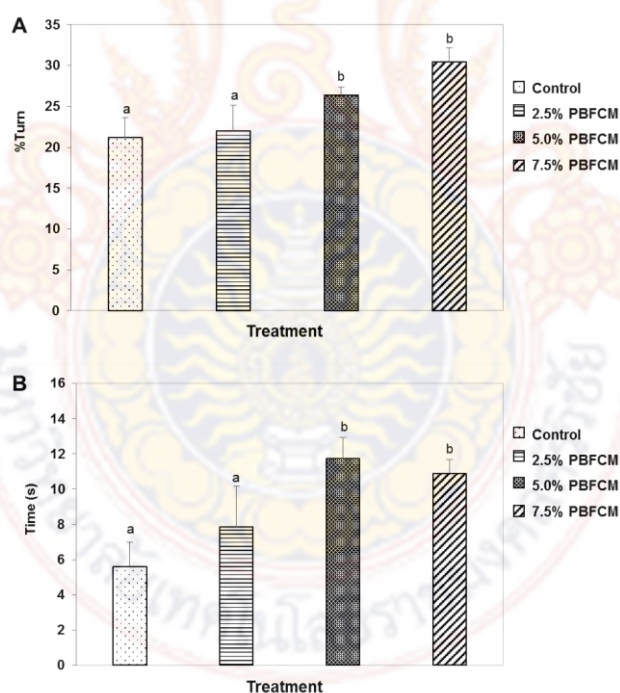 A
35
30
25
20
15
10
5
0
%Turn
a
a
b
b
Treatment
Control
2.5% PBFCM
5.0% PBFCM
7.5% PBFCM
B
16
14
12
10
8
6
4
2
0
Time (s)
a
a
b
b
Treatment
Control
2.5% PBFCM
5.0% PBFCM
7.5% PBFCM